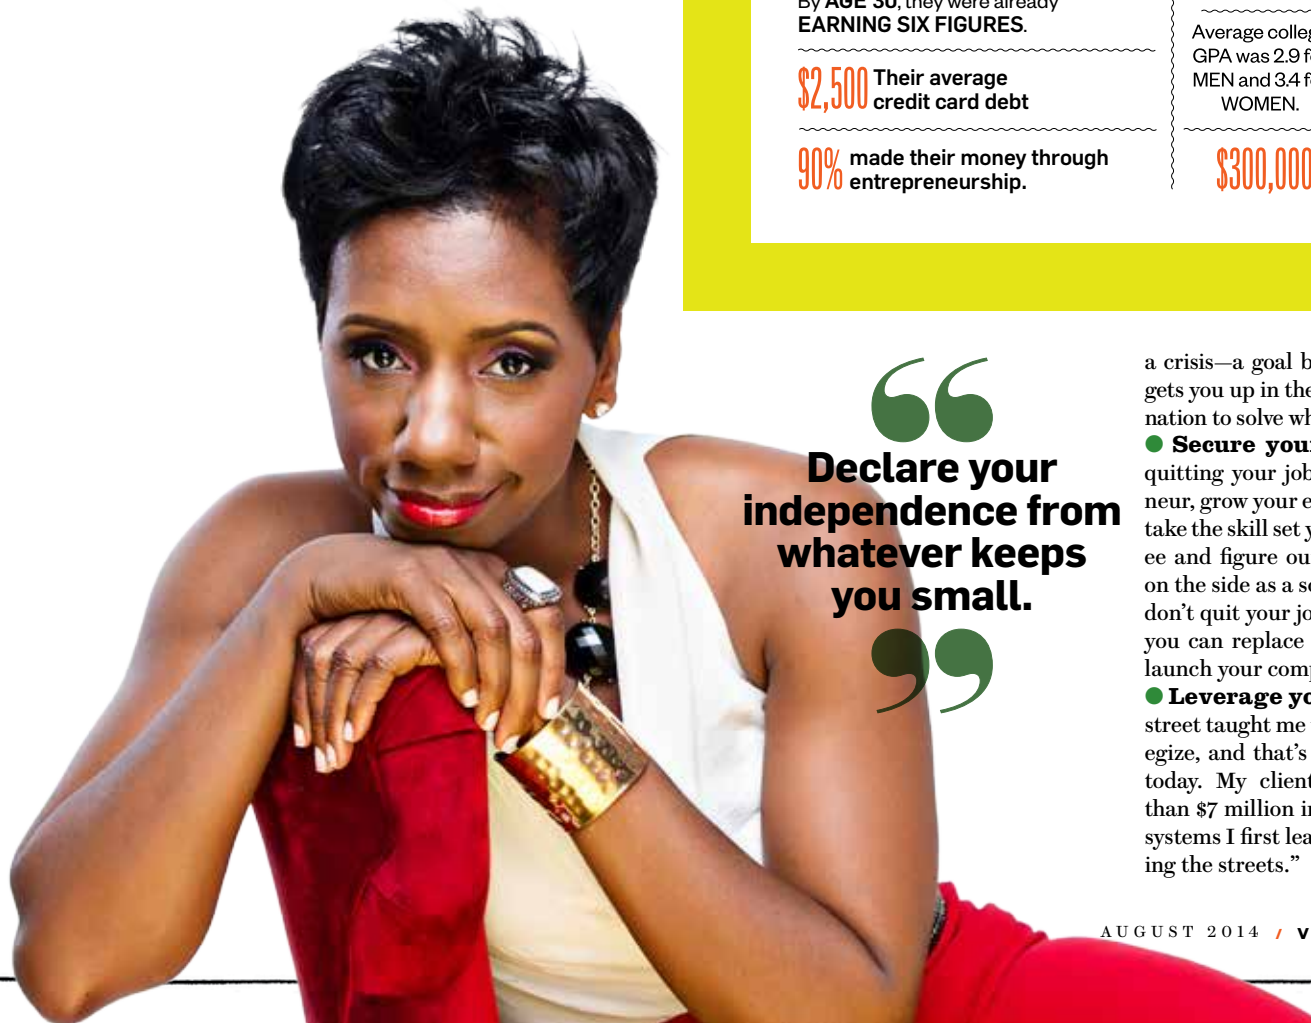 By AGE 30, they were already
EARNING SIX FIGURES.
$2,500 Their average
credit card debt
90% made their money through
entrepreneurship.
Average colleg
GPA was 2.9 f
MEN and 3.4 f
WOMEN.
$300,000
“
Declare your
independence from
whatever keeps
you small.
”
a crisis—a goal b
gets you up in the
nation to solve wh
● Secure your
quitting your job
neur, grow your e
take the skill set y
ee and figure ou
on the side as a s
don’t quit your jo
you can replace
launch your comp
● Leverage yo
street taught me
egize, and that’s
today. My client
than $7 million in
systems I first lea
ing the streets.”
AUGUST 2014 / V